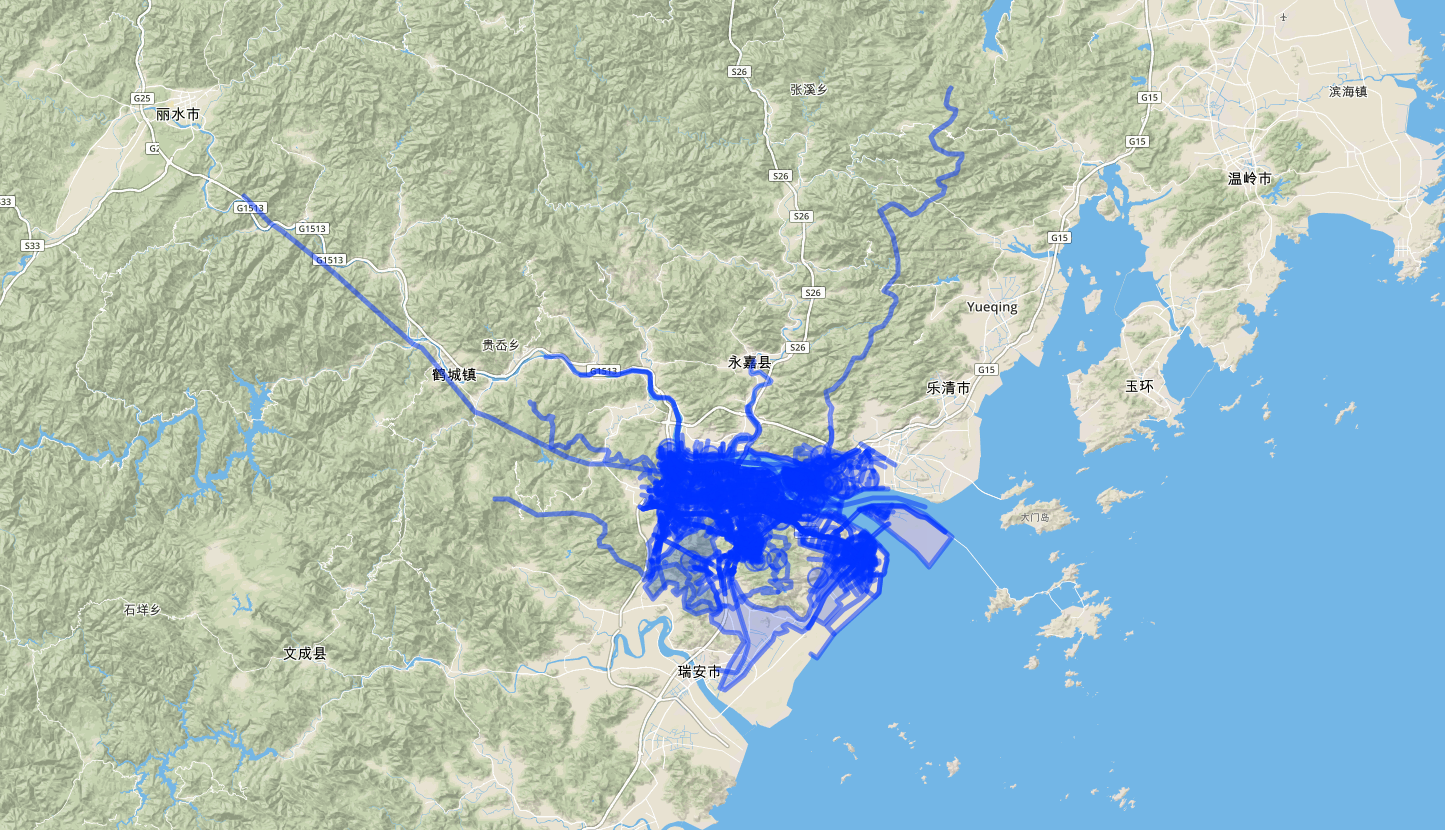 S26
张溪乡
G15
滨海镇
G25
丽水市
G15
S26
温岭市
G1513
S26
G1513
G15
S33
G1513
S26
Yueqing
贵岙乡
S26
永嘉县
G1513
鹤城镇
G15
乐清市
玉环
大门岛
石垟乡
文成县
瑞安市